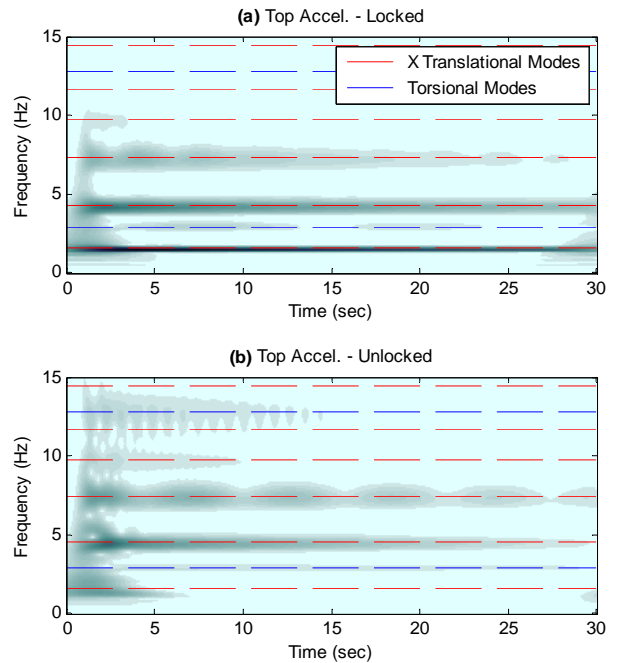 (a) Top Accel. - Locked
15
10
5
0
Frequency (Hz)
X Translational Modes
Torsional Modes
0 5 10 15 20 25 30
Time (sec)
(b) Top Accel. - Unlocked
15
10
5
0
Frequency (Hz)
0 5 10 15 20 25 30
Time (sec)